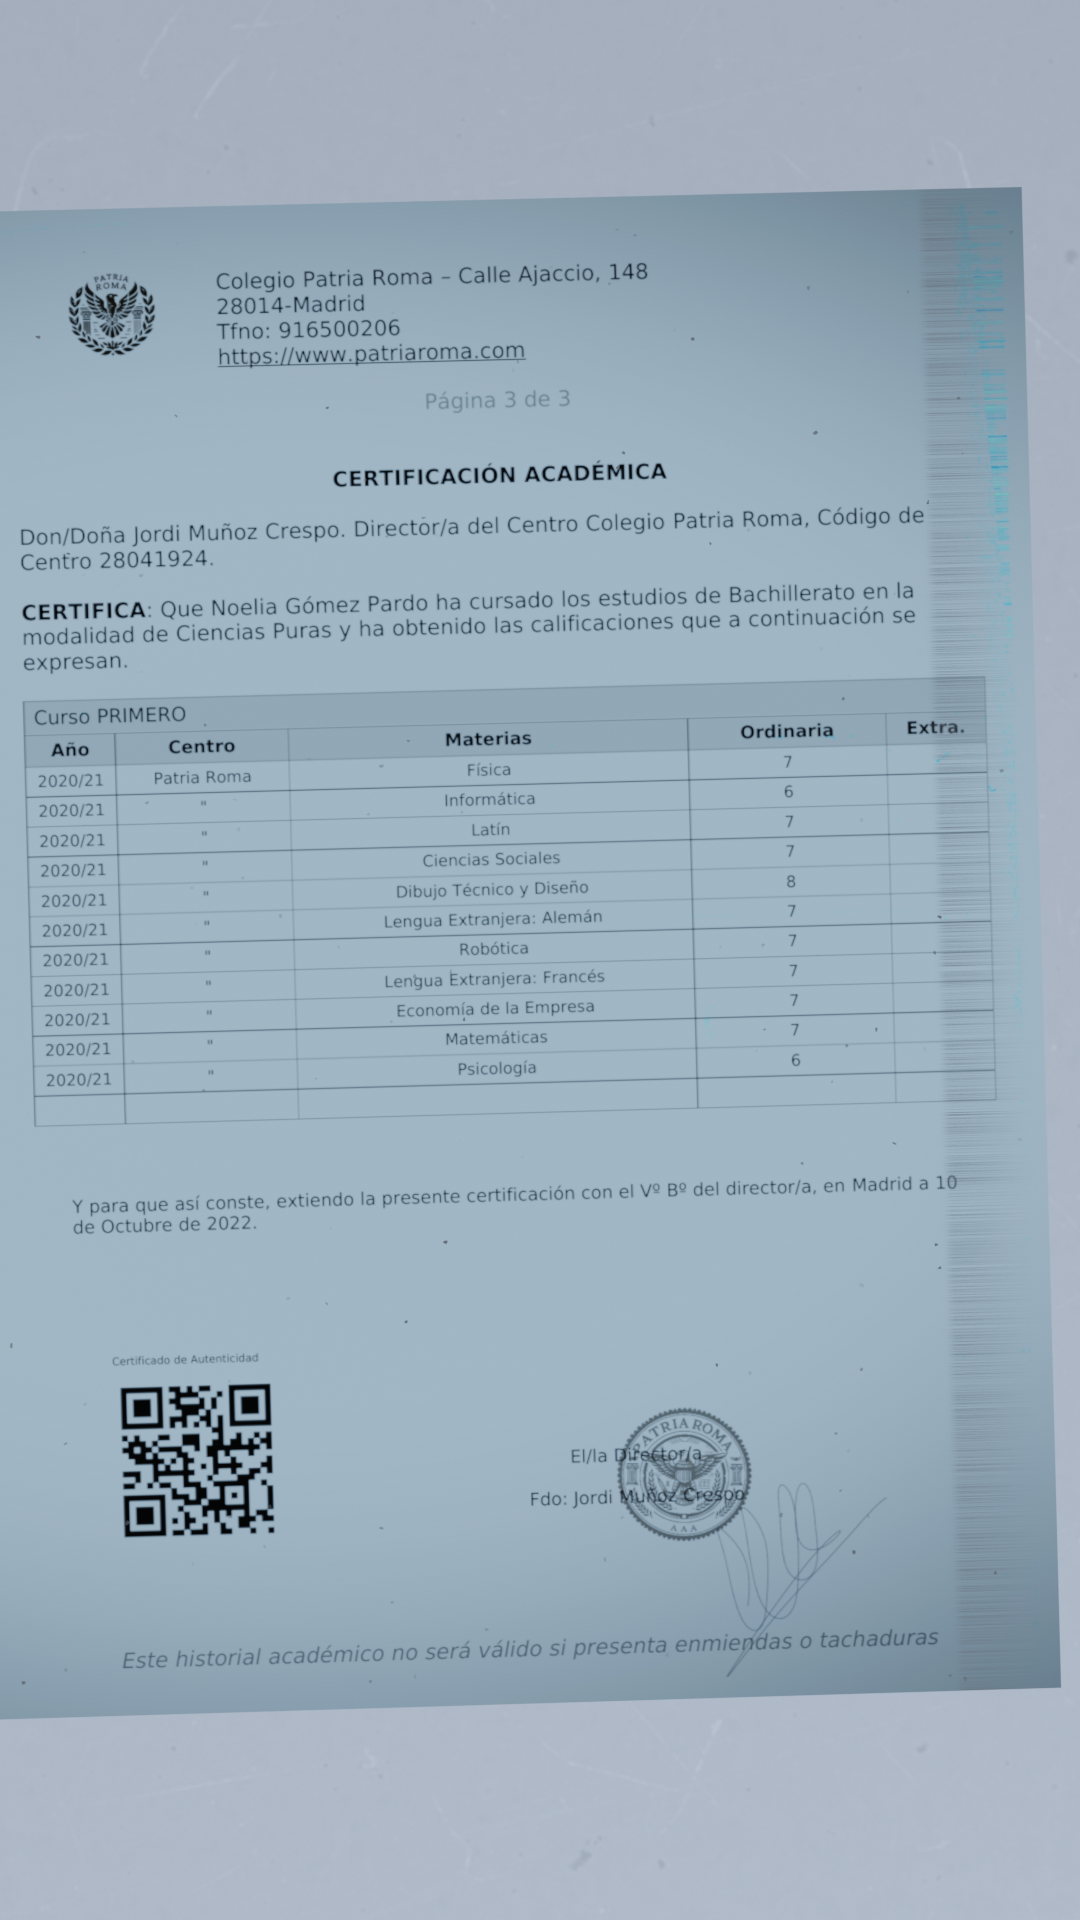 PATRIA
ROMA
Colegio Patria Roma – Calle Ajaccio, 148
28014-Madrid
Tfno: 916500206
https://www.patriaroma.com
Página 3 de 3
CERTIFICACIÓN ACADÉMICA
Don/Doña Jordi Muñoz Crespo. Director/a del Centro Colegio Patria Roma, Código de
Centro 28041924.
CERTIFICA: Que Noelia Gómez Pardo ha cursado los estudios de Bachillerato en la
modalidad de Ciencias Puras y ha obtenido las calificaciones que a continuación se
expresan.
Curso PRIMERO
Año Centro Materias Ordinaria Extra.
2020/21 Patria Roma Física 7
2020/21 " Informática 6
2020/21 " Latín 7
2020/21 " Ciencias Sociales 7
2020/21 " Dibujo Técnico y Diseño 8
2020/21 " Lengua Extranjera: Alemán 7
2020/21 " Robótica 7
2020/21 " Lengua Extranjera: Francés 7
2020/21 " Economía de la Empresa 7
2020/21 " Matemáticas 7
2020/21 " Psicología 6
Y para que así conste, extiendo la presente certificación con el Vº Bº del director/a, en Madrid a 10
de Octubre de 2022.
Certificado de Autenticidad
PATRIA ROMA
El/la Director/a
Fdo: Jordi Muñoz Crespo
A A A
Este historial académico no será válido si presenta enmiendas o tachaduras